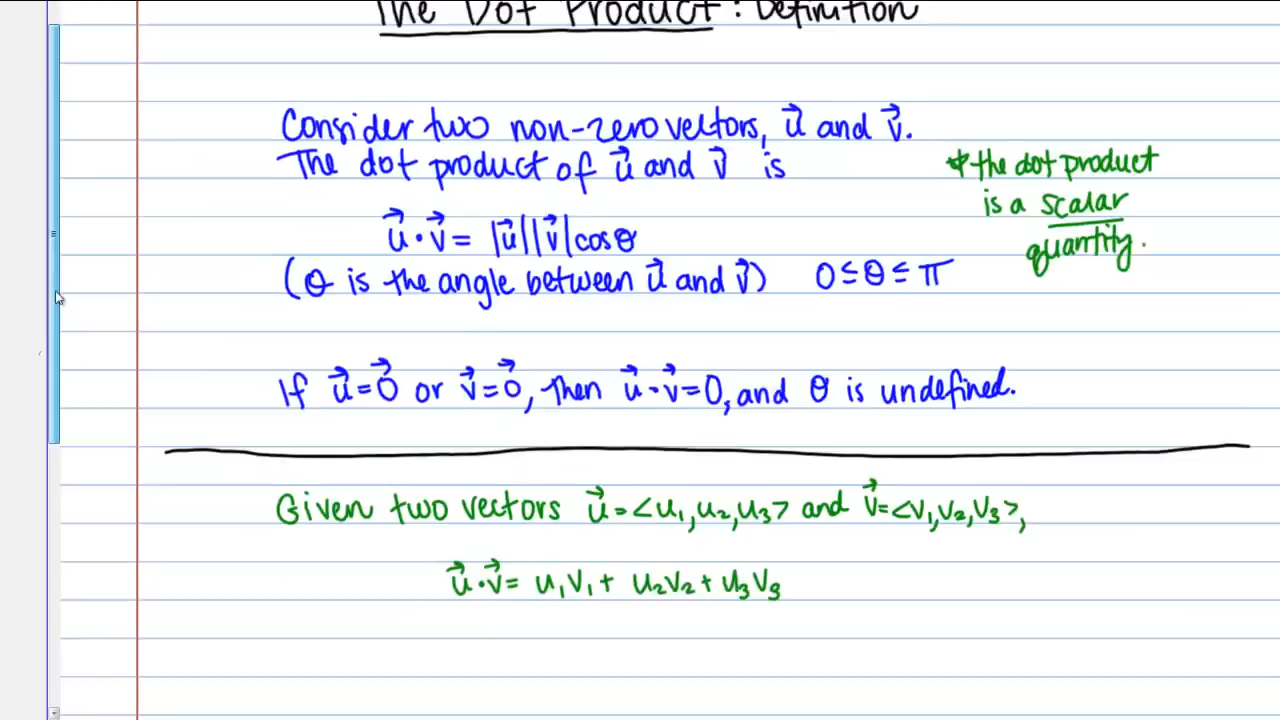 The Dot Product: Definition
Consider two non-zero vectors, u⃗ and v⃗.
The dot product of u⃗ and v⃗ is
u⃗·v⃗ = |u⃗||v⃗|cosθ
(θ is the angle between u⃗ and v⃗) 0≤θ≤π
* the dot product
is a scalar
quantity.
If u⃗=0⃗ or v⃗=0⃗, then u⃗·v⃗=0, and θ is undefined.
Given two vectors u⃗=<u₁,u₂,u₃> and v⃗=<v₁,v₂,v₃>,
u⃗·v⃗= u₁v₁+ u₂v₂+u₃v₃